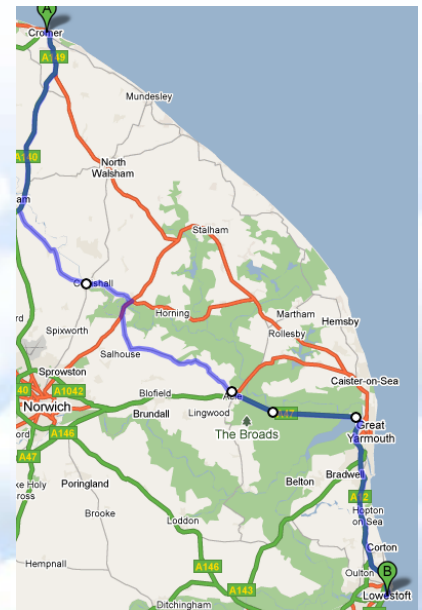 A
Cromer
A149
Mundesley
A140
North
Walsham
Stalham
Horning
Martham
Hemsby
Rollesby
Spixworth
Salhouse
Caister-on-Sea
Sprowston
A1042
Norwich
Blofield
Brundall
Lingwood
A47
The Broads
Great
Yarmouth
A146
A47
Poringland
Belton
Bradwell
A12
Hopton
on Sea
Brooke
Loddon
Corton
Hempnall
A146
A143
B
Oulton
Lowestoft
Ditchingham